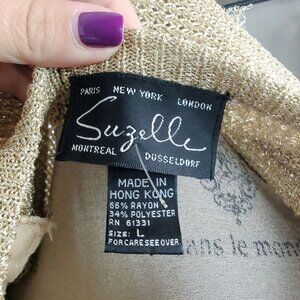 PARIS NEW YORK LONDON
Suzelle
MONTREAL DUSSELDORF
MADE IN
HONG KONG
66% RAYON
34% POLYESTER
RN 61331
SIZE: L
FOR CARE SEE OVER
ans le mon